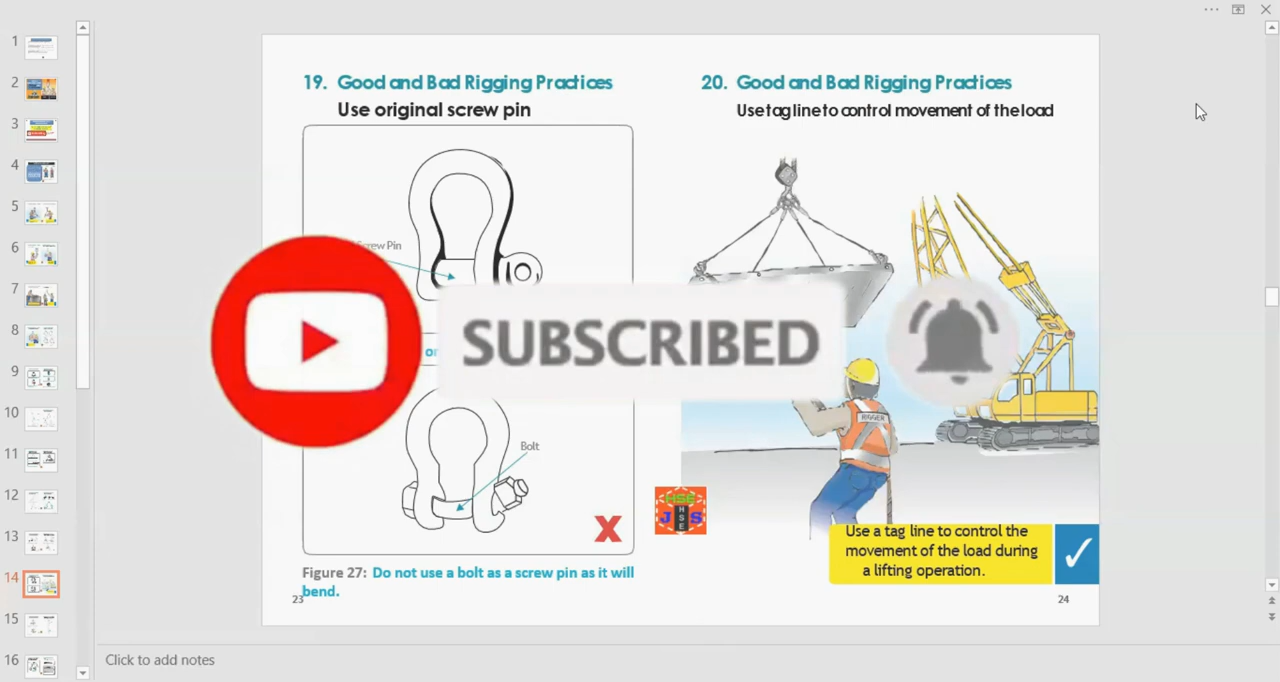 1
2
3
4
5
6
7
8
9
10
11
12
13
14
15
16
19. Good and Bad Rigging Practices
Use original screw pin
Screw Pin
or
SUBSCRIBED
Bolt
X
Figure 27: Do not use a bolt as a screw pin as it will
bend.
23
20. Good and Bad Rigging Practices
Use tag line to control movement of the load
RIGGER
HSE
J HSE S
Use a tag line to control the
movement of the load during
a lifting operation.
24
Click to add notes